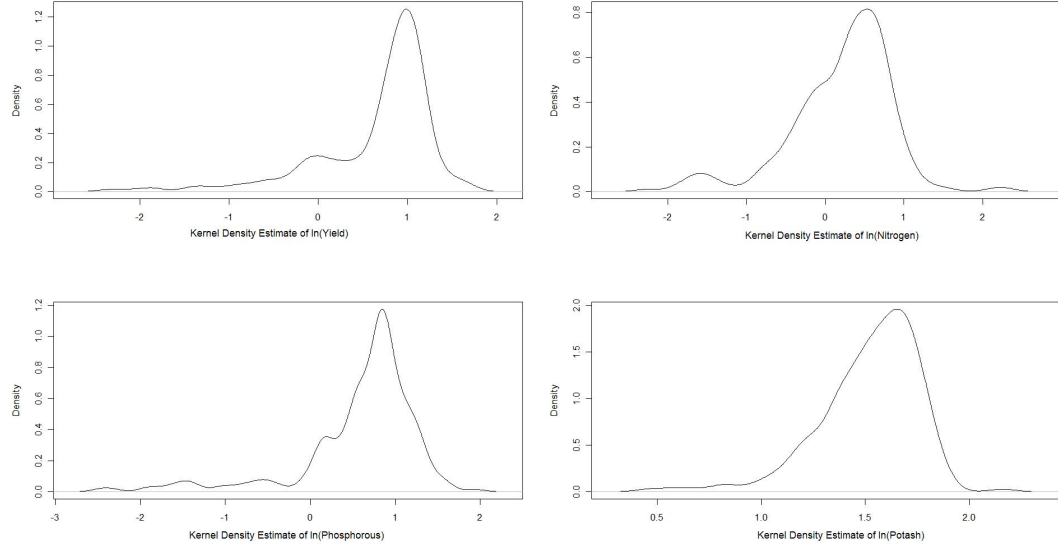 Density
0.0 0.2 0.4 0.6 0.8 1.0 1.2
-2 -1 0 1 2
Kernel Density Estimate of ln(Yield)
Density
0.0 0.2 0.4 0.6 0.8
-2 -1 0 1 2
Kernel Density Estimate of ln(Nitrogen)
Density
0.0 0.2 0.4 0.6 0.8 1.0 1.2
-3 -2 -1 0 1 2
Kernel Density Estimate of ln(Phosphorous)
Density
0.0 0.5 1.0 1.5 2.0
0.5 1.0 1.5 2.0
Kernel Density Estimate of ln(Potash)